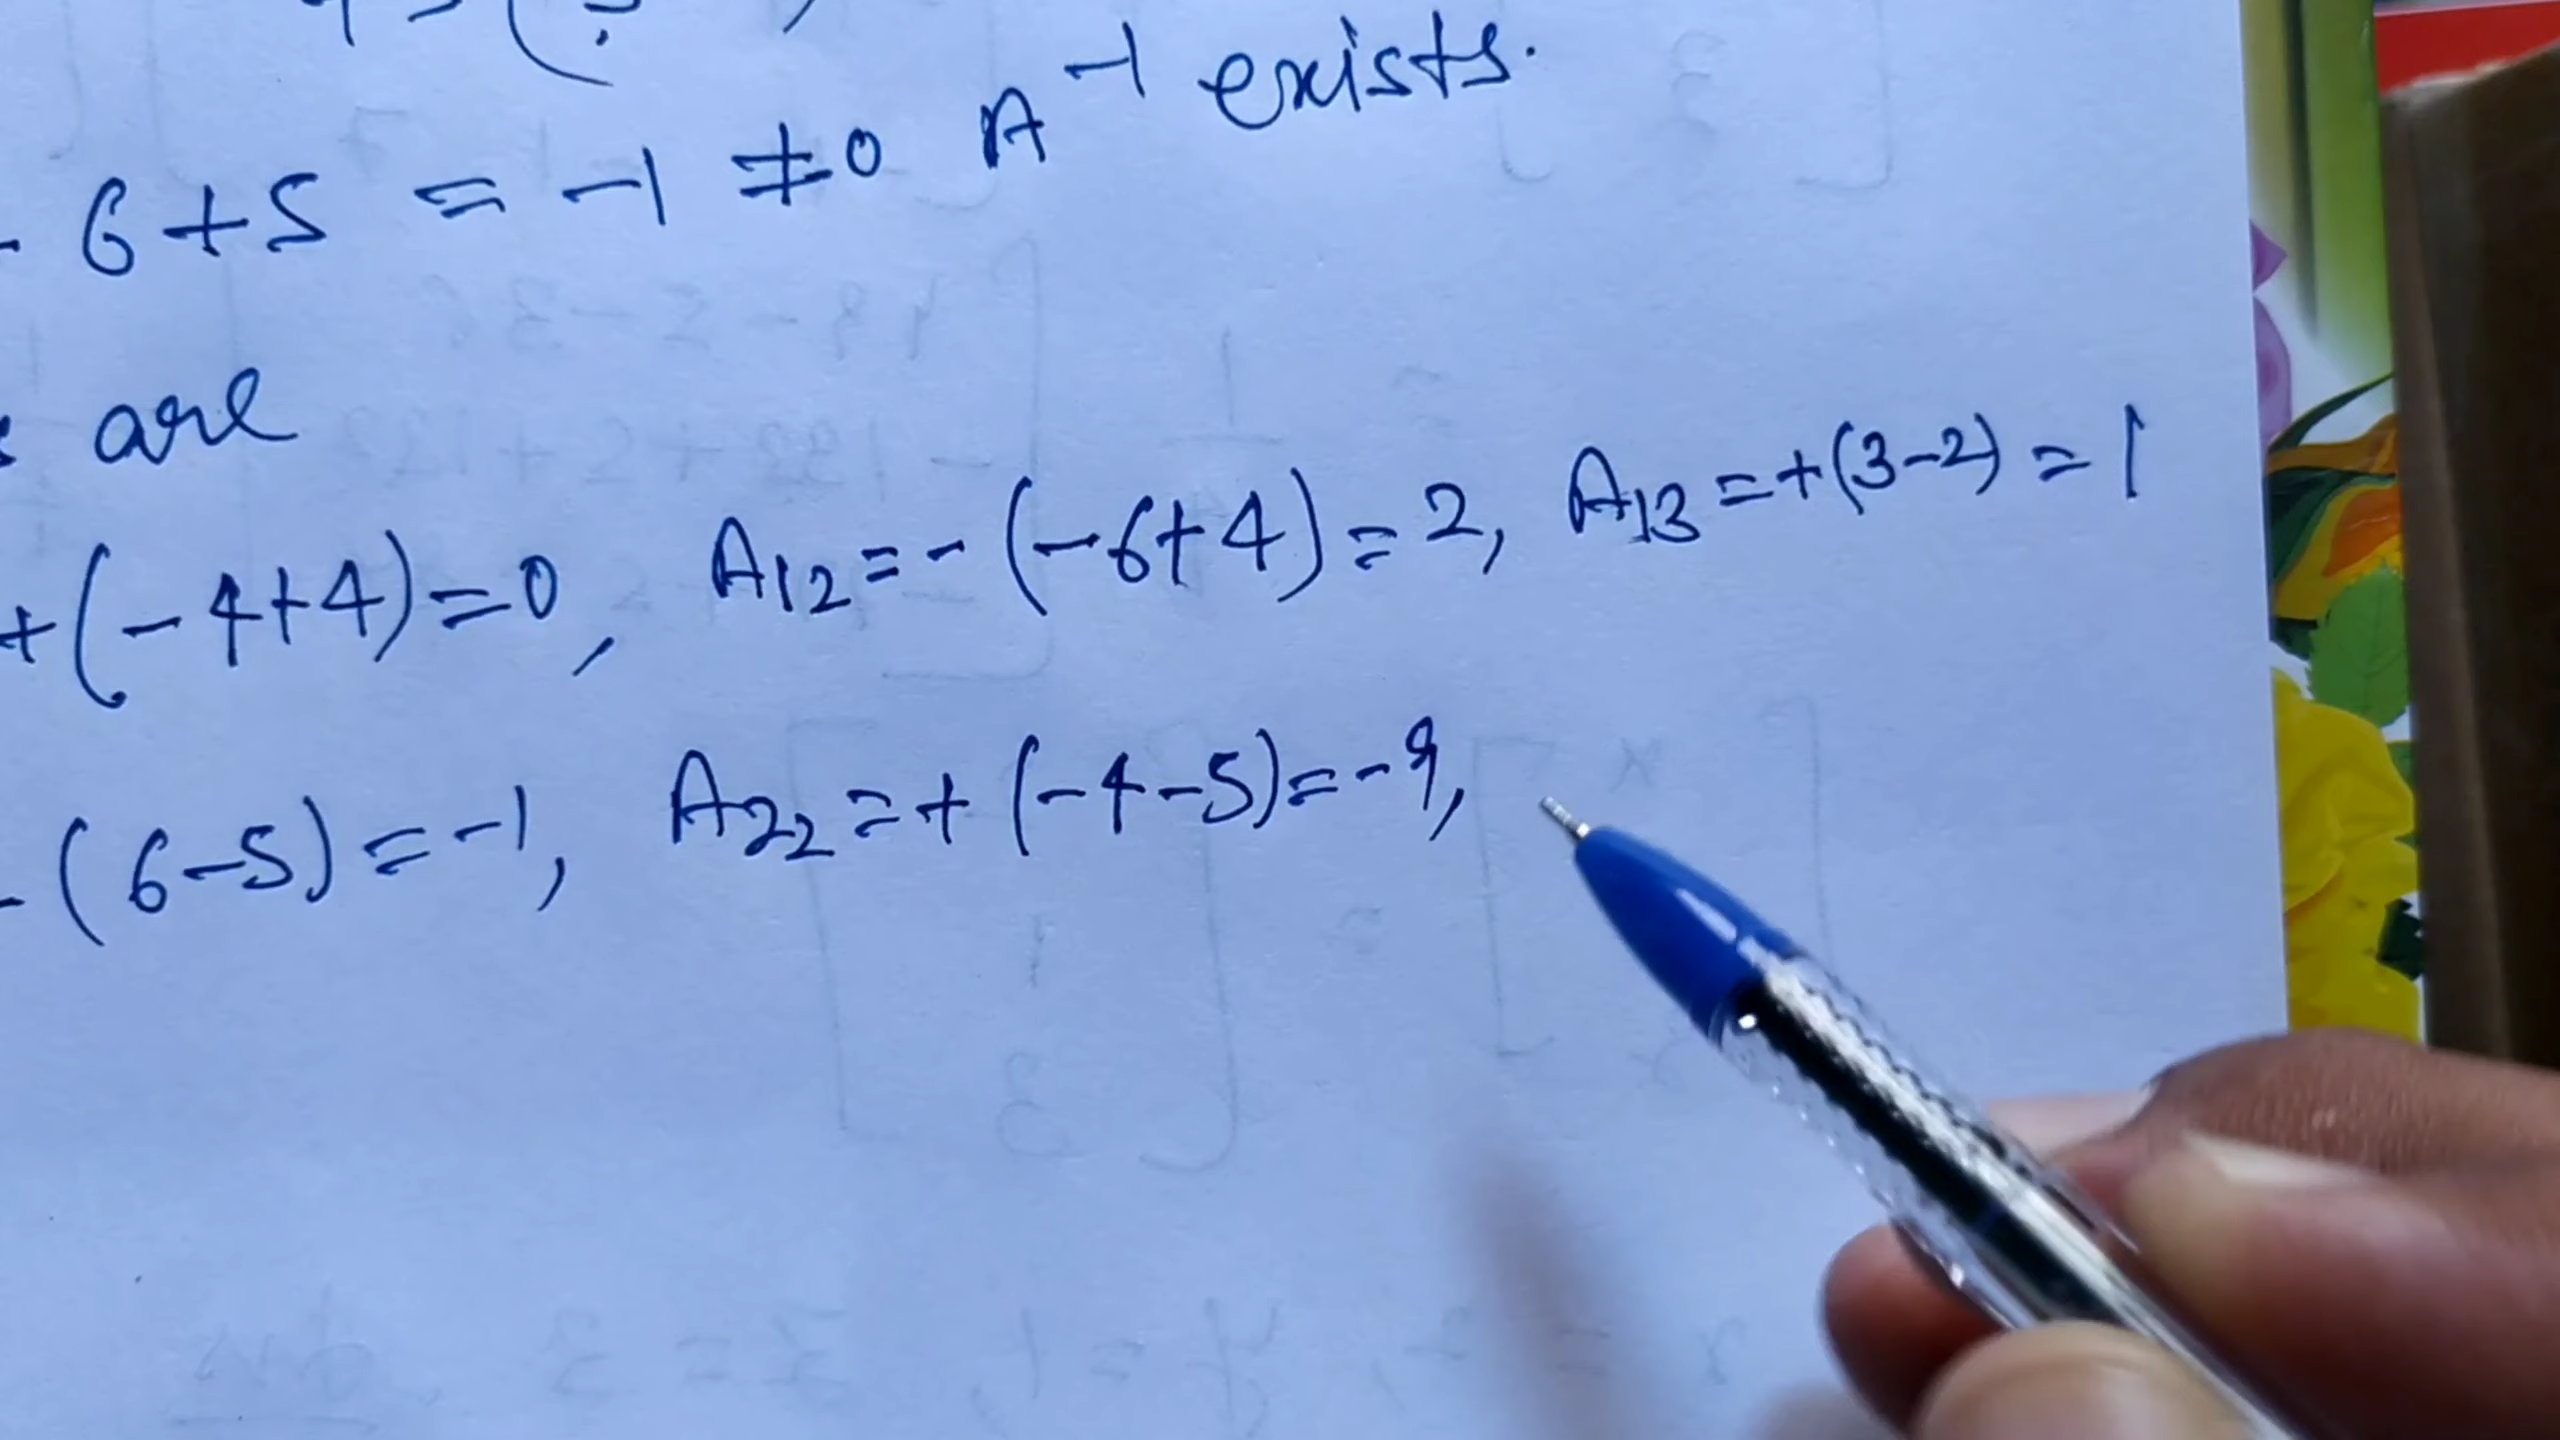 - 6+5 = -1 ≠0 A⁻¹ exists.
are
+(-4+4)=0, A12=-(-6+4)=2, A13=+(3-2)=1
-(6-5)=-1, A22=+(-4-5)=-9,